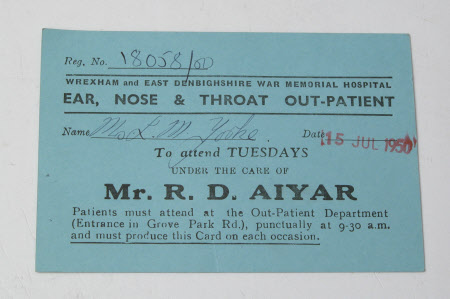 Reg. No. 18058/50
WREXHAM and EAST DENBIGHSHIRE WAR MEMORIAL HOSPITAL
EAR, NOSE & THROAT OUT-PATIENT
Name L. M. Date 15 JUL 1950
To attend TUESDAYS
UNDER THE CARE OF
Mr. R. D. AIYAR
Patients must attend at the Out-Patient Department
(Entrance in Grove Park Rd.), punctually at 9-30 a.m.
and must produce this Card on each occasion.